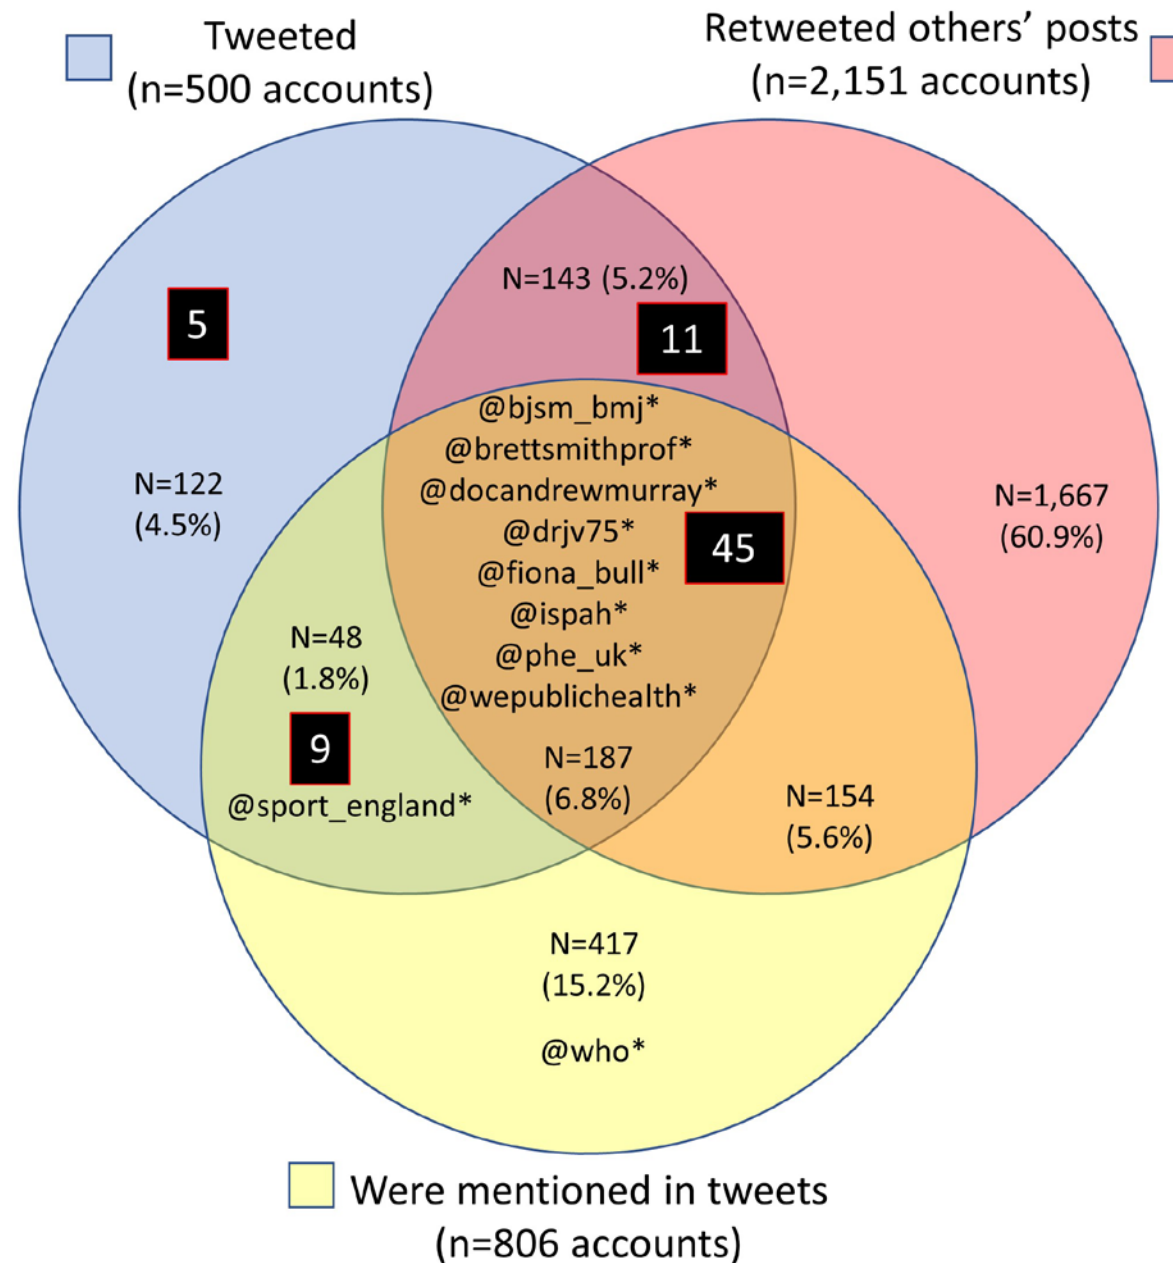 Tweeted
(n=500 accounts)
Retweeted others’ posts
(n=2,151 accounts)
N=143 (5.2%)
5
11
@bjsm_bmj*
@brettsmithprof*
@docandrewmurray*
@drjv75*
45
@fiona_bull*
@ispah*
@phe_uk*
@wepublichealth*
N=122
(4.5%)
N=1,667
(60.9%)
N=48
(1.8%)
9
@sport_england*
N=187
(6.8%)
N=154
(5.6%)
N=417
(15.2%)
@who*
Were mentioned in tweets
(n=806 accounts)